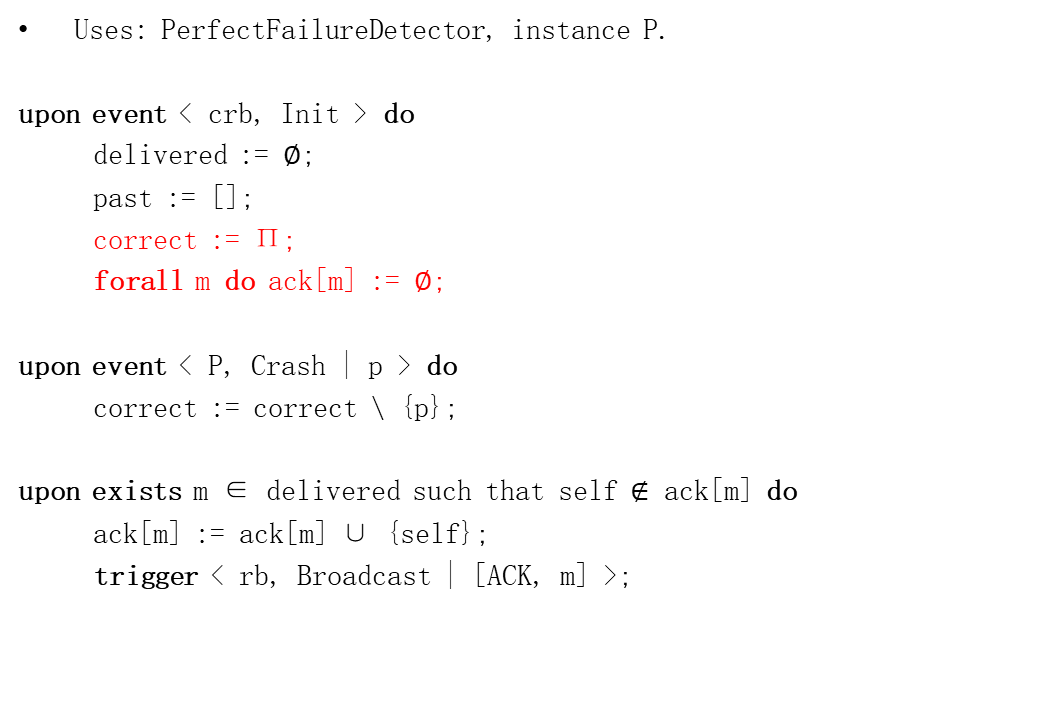 • Uses: PerfectFailureDetector, instance P.
upon event < crb, Init > do
delivered := ∅;
past := [];
correct := Π;
forall m do ack[m] := ∅;
upon event < P, Crash | p > do
correct := correct \ {p};
upon exists m ∈ delivered such that self ∉ ack[m] do
ack[m] := ack[m] ∪ {self};
trigger < rb, Broadcast | [ACK, m] >;